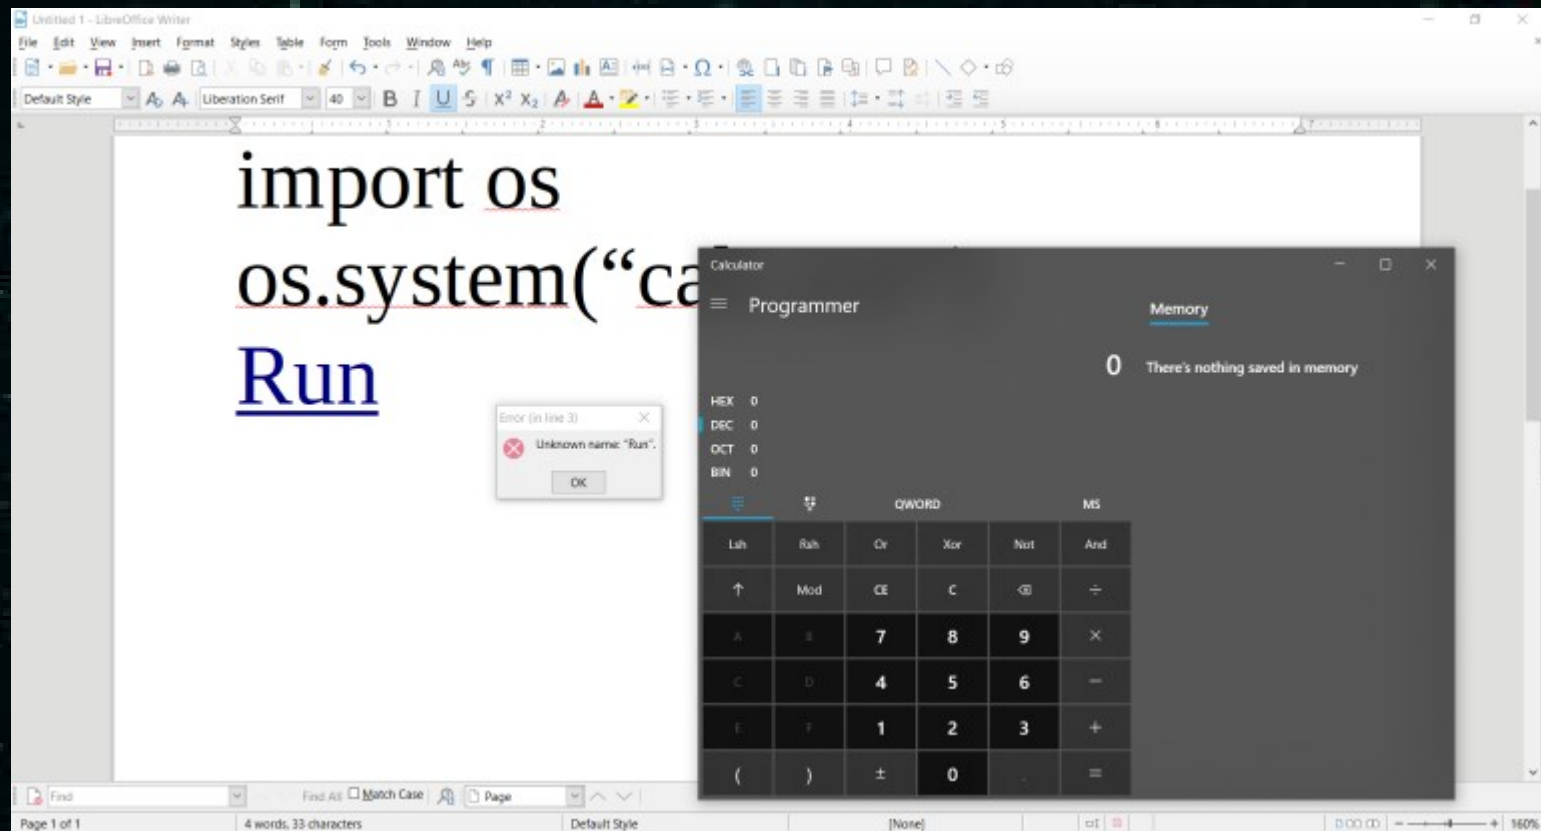 Untitled 1 - LibreOffice Writer
File Edit View Insert Format Styles Table Form Tools Window Help
Default Style Liberation Serif 40
import os
os.system(“ca
Run
Error (in line 3)
Unknown name: "Run".
OK
Calculator
Programmer
Memory
0
There's nothing saved in memory
HEX 0
DEC 0
OCT 0
BIN 0
QWORD MS
Lsh Rsh Or Xor Not And
↑ Mod CE C ÷
A B 7 8 9 ×
C D 4 5 6 −
E F 1 2 3 +
( ) ± 0 . =
Find Find All Match Case Page
Page 1 of 1 4 words, 33 characters Default Style [None] 160%